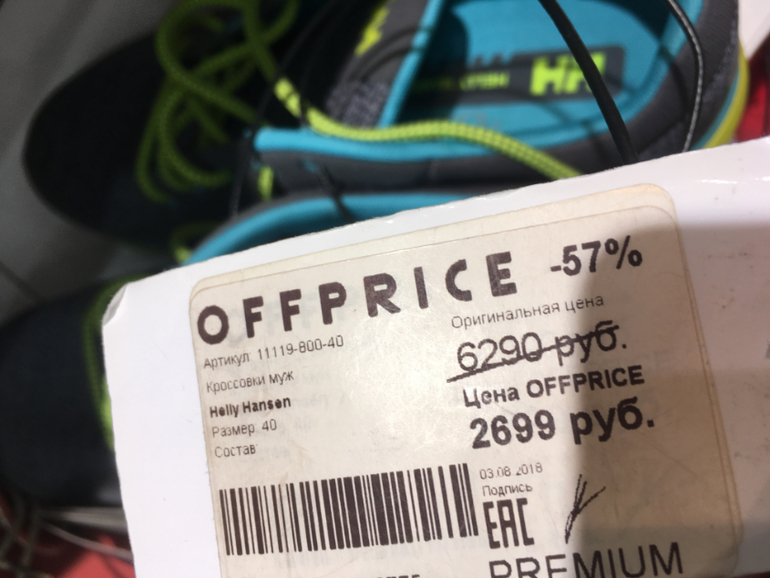 HH
OFFPRICE -57%
Артикул: 11119-800-40
Оригинальная цена
6290 руб.
Кроссовки муж
Helly Hansen
Цена OFFPRICE
2699 руб.
Размер: 40
Состав:
03.08.2018
Подпись
EAC
PREMIUM